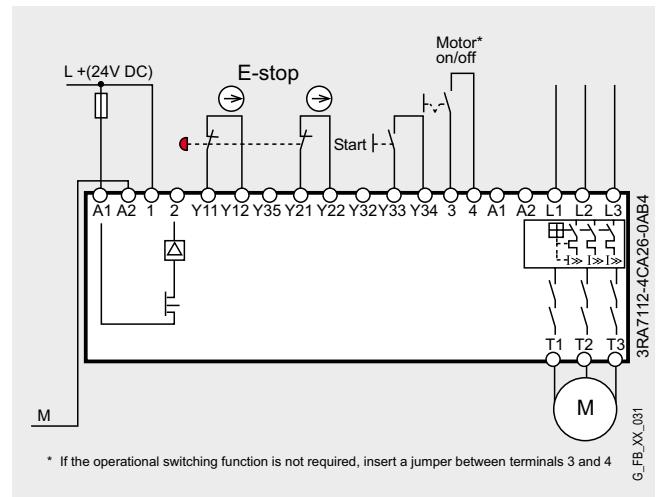 Motor*
on/off
L +(24V DC)
E-stop
Start
A1 A2 1 2 Y11 Y12 Y35 Y21 Y22 Y32 Y33 Y34 3 4 A1 A2 L1 L2 L3
I» I» I»
T1 T2 T3
M
M
3RA7112-4CA26-0AB4
G_FB_XX_031
* If the operational switching function is not required, insert a jumper between terminals 3 and 4